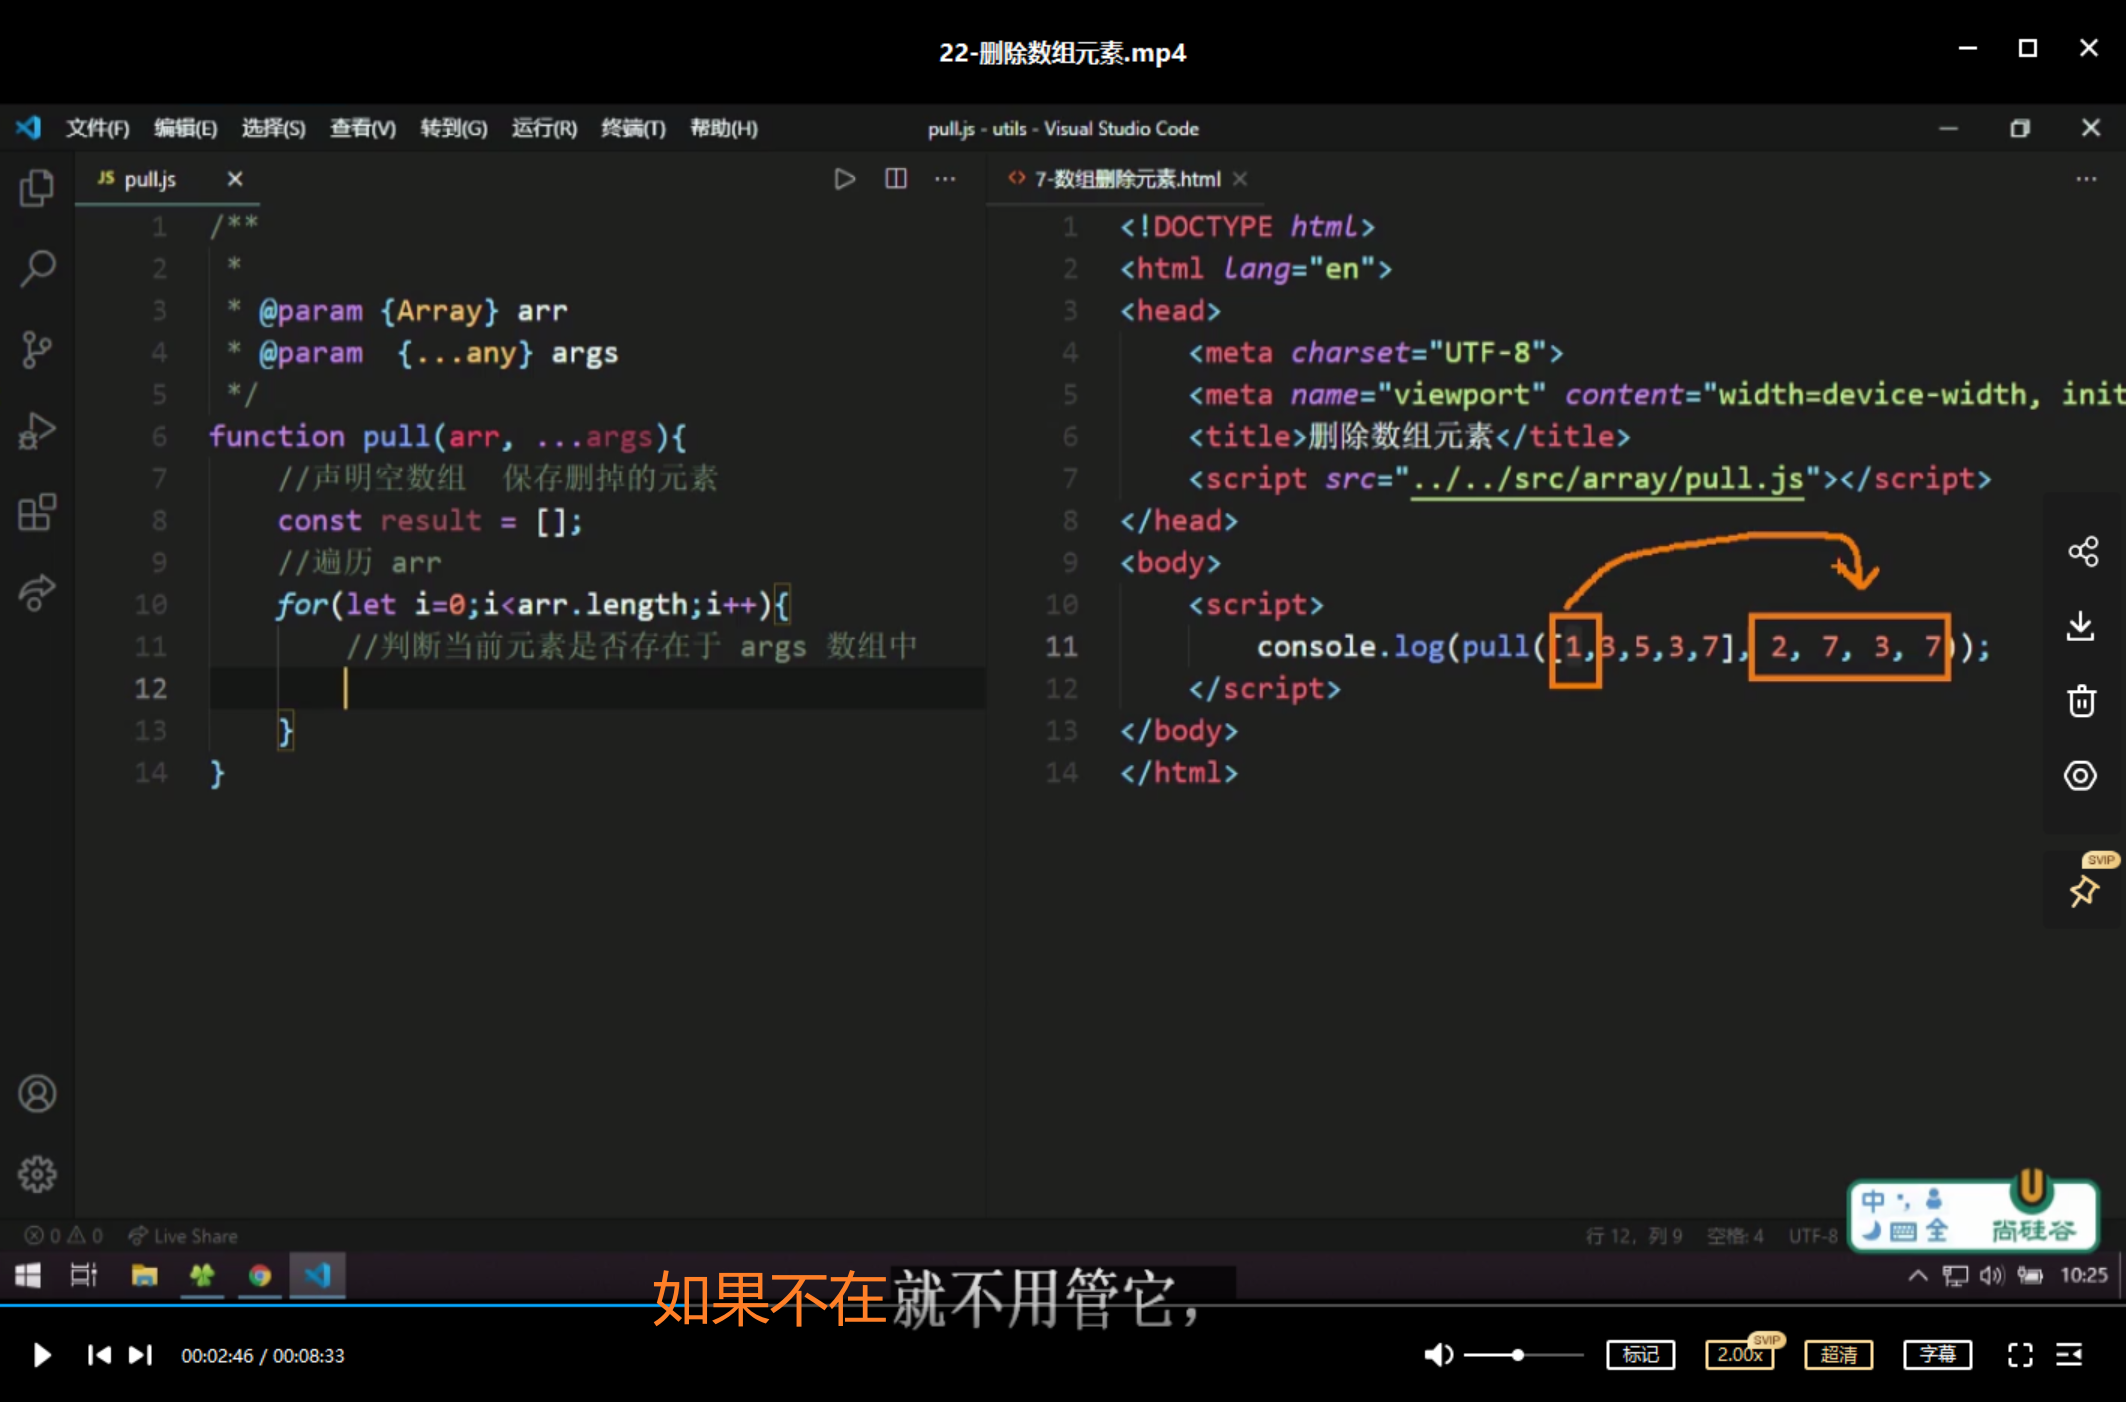 22-删除数组元素.mp4
文件(F) 编辑(E) 选择(S) 查看(V) 转到(G) 运行(R) 终端(T) 帮助(H) pull.js - utils - Visual Studio Code
JS pull.js
1 /**
2 *
3 * @param {Array} arr
4 * @param {...any} args
5 */
6 function pull(arr, ...args){
7 //声明空数组 保存删掉的元素
8 const result = [];
9 //遍历 arr
10 for(let i=0;i<arr.length;i++){
11 //判断当前元素是否存在于 args 数组中
12
13 }
14 }
7-数组删除元素.html
1 <!DOCTYPE html>
2 <html lang="en">
3 <head>
4 <meta charset="UTF-8">
5 <meta name="viewport" content="width=device-width, init
6 <title>删除数组元素</title>
7 <script src="../../src/array/pull.js"></script>
8 </head>
9 <body>
10 <script>
11 console.log(pull([1,3,5,3,7], 2, 7, 3, 7));
12 </script>
13 </body>
14 </html>
SVIP
中
全
尚硅谷
0 0 Live Share 行 12，列 9 空格: 4 UTF-8
10:25
如果不在就不用管它，
00:02:46 / 00:08:33
标记 2.00x SVIP 超清 字幕